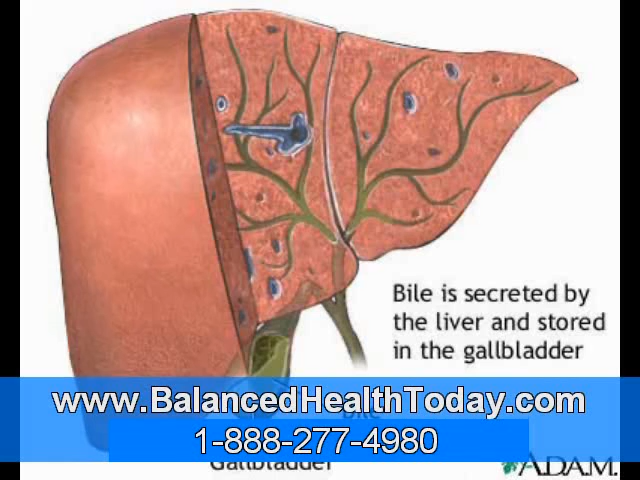 Bile is secreted by
the liver and stored
in the gallbladder
www.BalancedHealthToday.com
Bile
1-888-277-4980
Gallbladder
A.D.A.M.